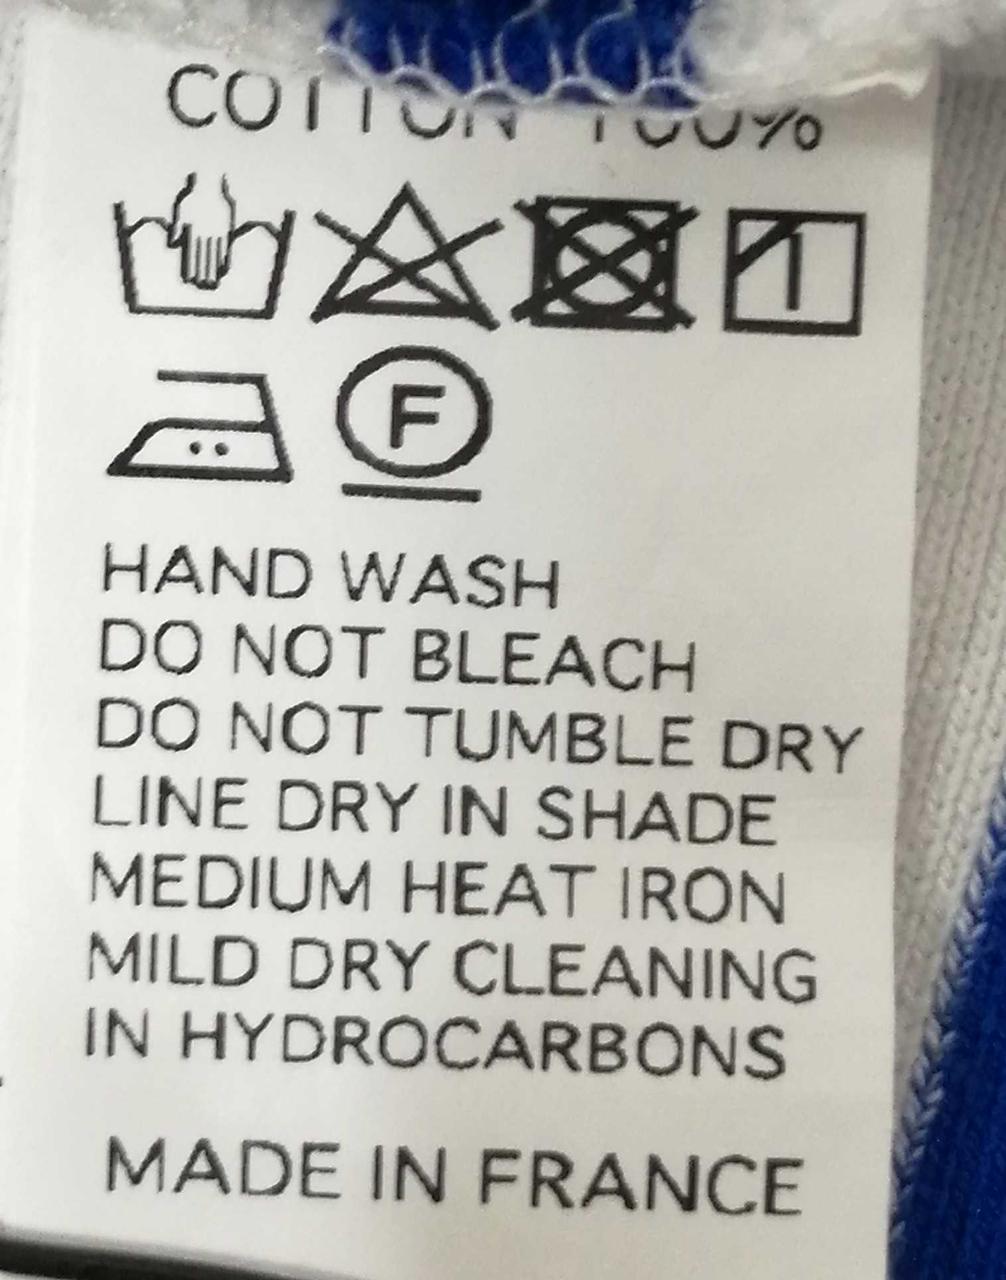 COTTON 100%
F
HAND WASH
DO NOT BLEACH
DO NOT TUMBLE DRY
LINE DRY IN SHADE
MEDIUM HEAT IRON
MILD DRY CLEANING
IN HYDROCARBONS
MADE IN FRANCE